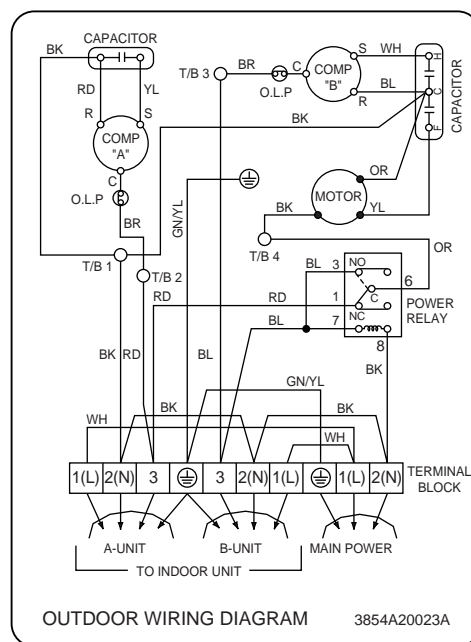 CAPACITOR
BK
RD YL
R S
COMP
"A"
C
O.L.P
BR
T/B 1
T/B 2
T/B 3
BR
C
O.L.P
COMP
"B"
S
R
WH
BL
BK
H
C
F
CAPACITOR
GN/YL
MOTOR
OR
YL
BK
T/B 4
OR
BL
3
NO
C
6
RD
RD
1
NC
BL
7
8
POWER
RELAY
BK
RD
BL
GN/YL
BK
WH
BK
BK
WH
1(L) 2(N) 3 3 2(N) 1(L) 1(L) 2(N)
TERMINAL
BLOCK
A-UNIT B-UNIT MAIN POWER
TO INDOOR UNIT
OUTDOOR WIRING DIAGRAM 3854A20023A